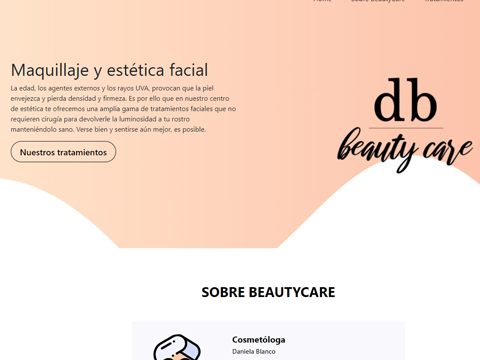 Home Sobre Beautycare Tratamientos
Maquillaje y estética facial
La edad, los agentes externos y los rayos UVA, provocan que la piel
envejezca y pierda densidad y firmeza. Es por ello que en nuestro centro
de estética te ofrecemos una amplia gama de tratamientos faciales que no
requieren cirugía para devolverle la luminosidad a tu rostro
manteniéndolo sano. Verse bien y sentirse aún mejor, es posible.
Nuestros tratamientos
db
beauty care
SOBRE BEAUTYCARE
Cosmetóloga
Daniela Blanco